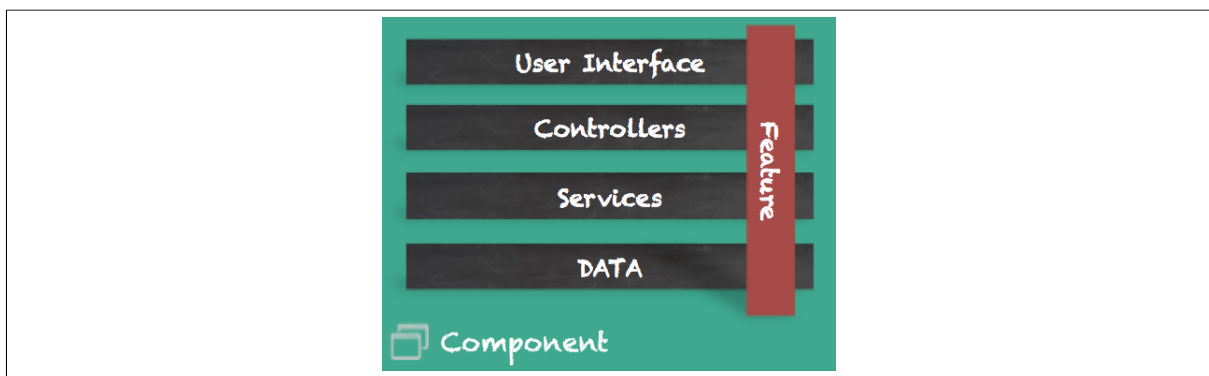 User Interface
Controllers
Feature
Services
DATA
Component